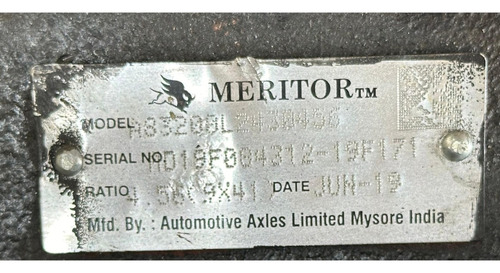 MERITOR™
MODEL
SERIAL NO.
RATIO 4.56(9X41) DATE JUN-19
Mfd. By. : Automotive Axles Limited Mysore India